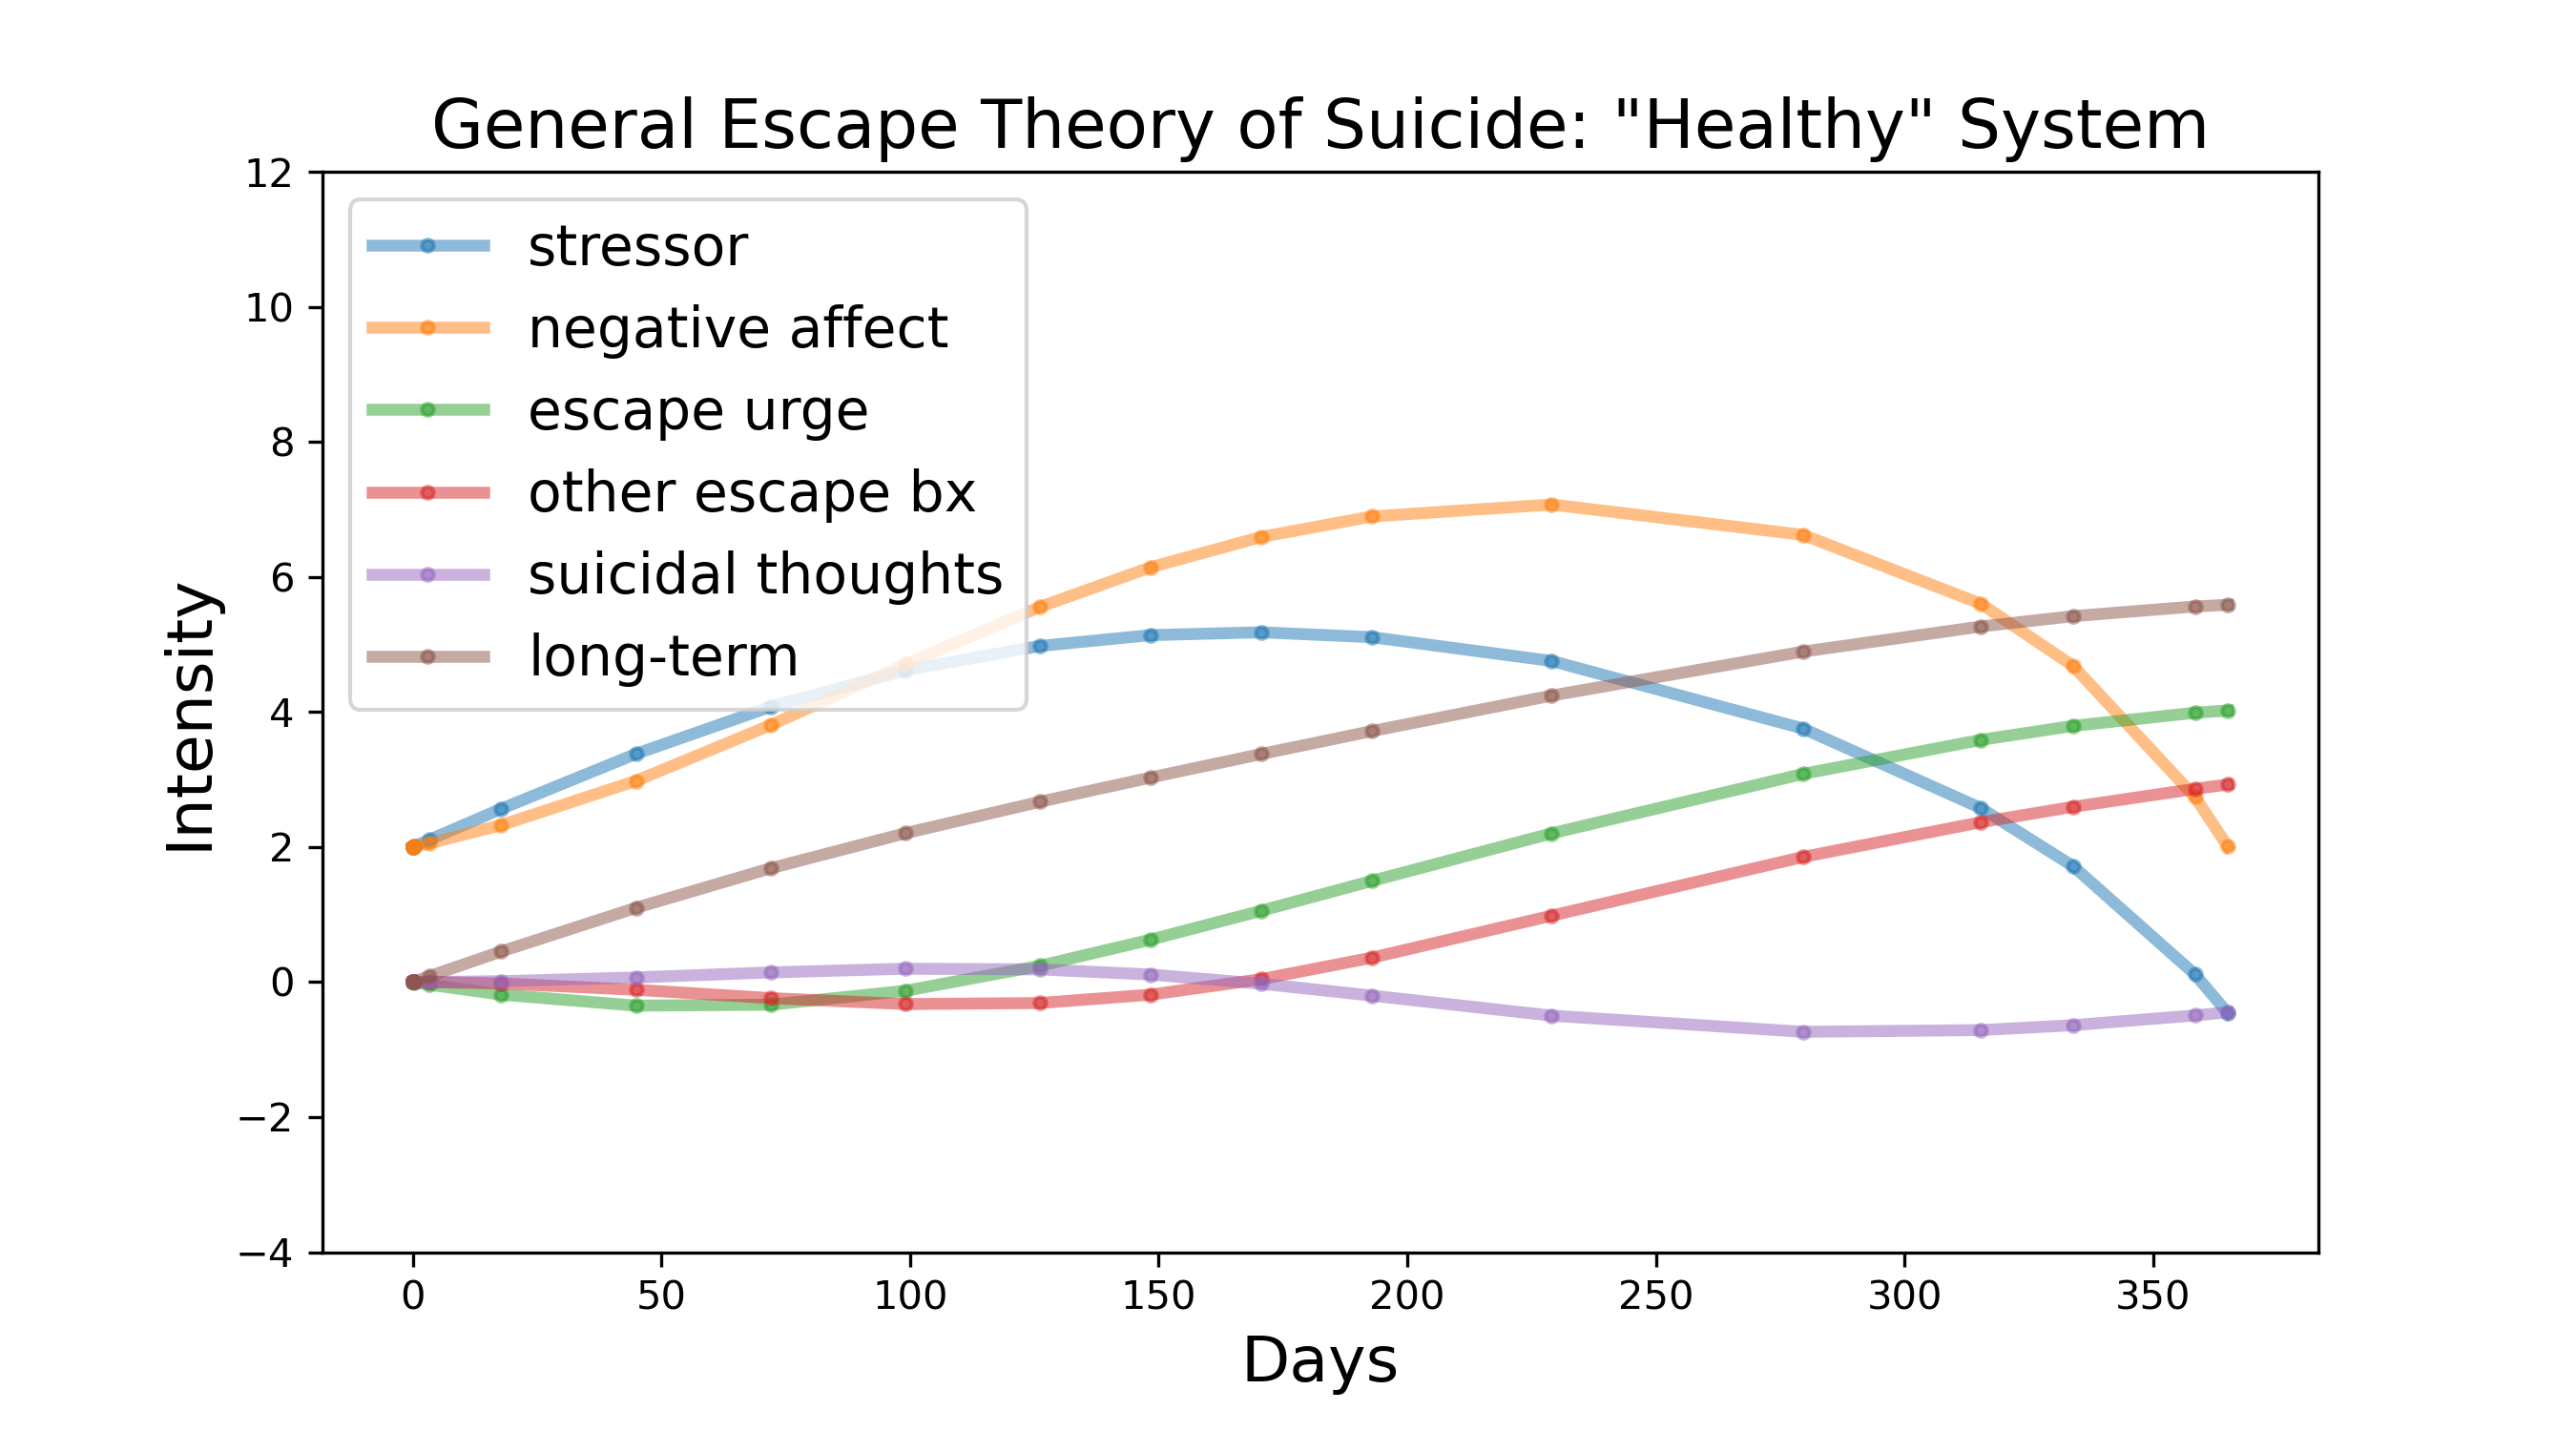 General Escape Theory of Suicide: "Healthy" System
12
10
8
6
4
2
0
−2
−4
Intensity
stressor
negative affect
escape urge
other escape bx
suicidal thoughts
long-term
0 50 100 150 200 250 300 350
Days